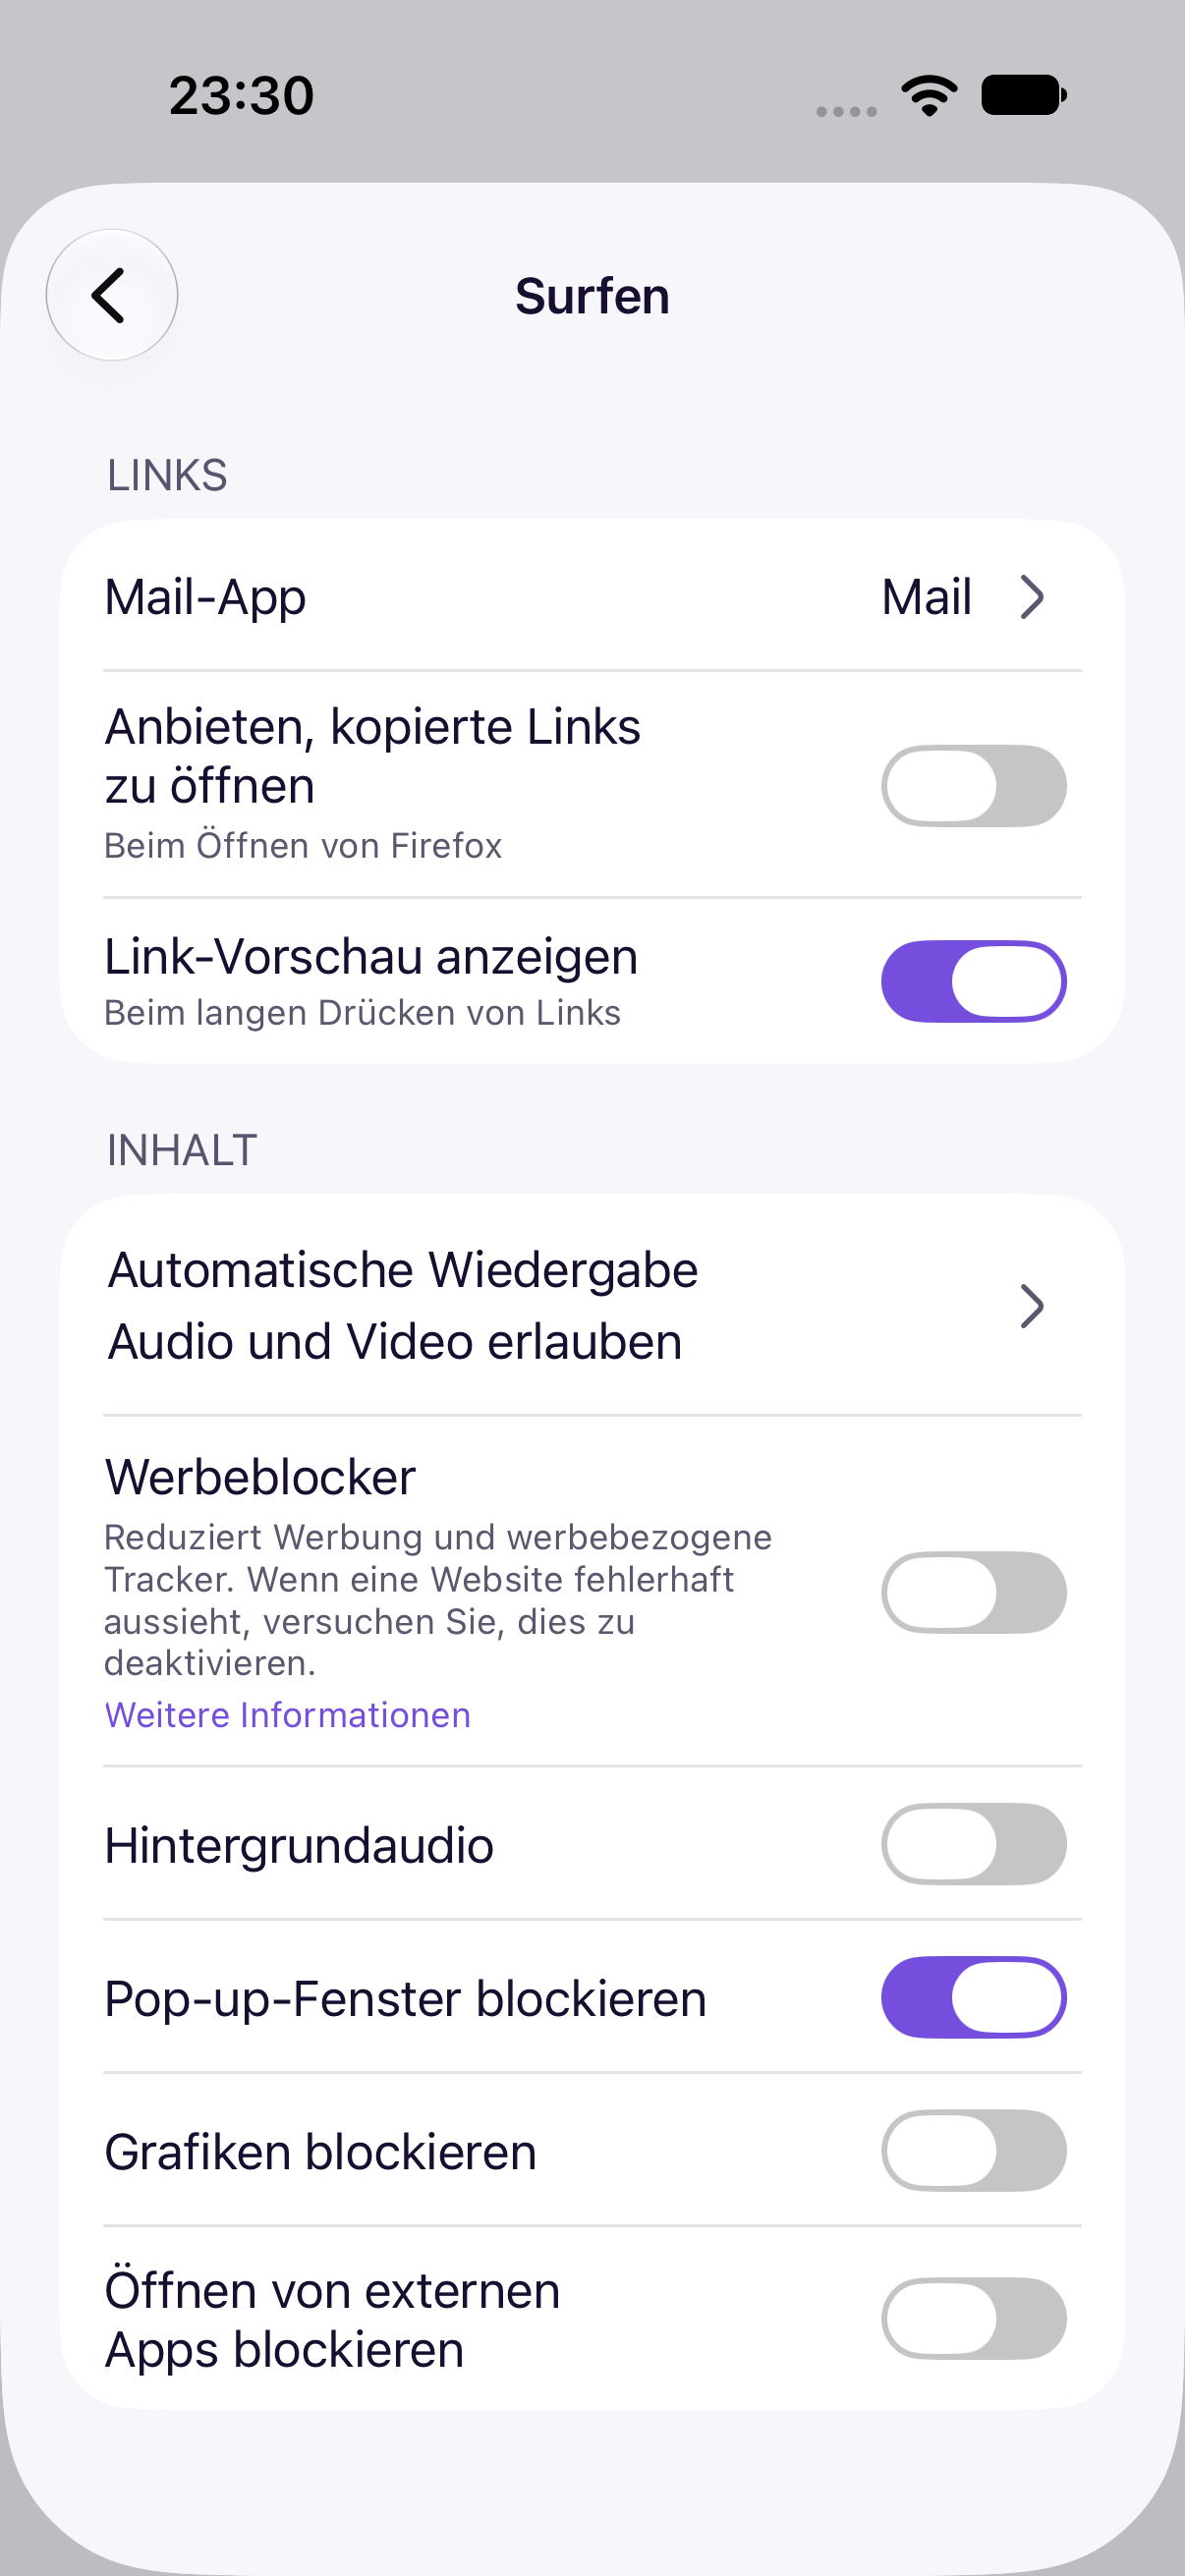 23:30
Surfen
LINKS
Mail-App Mail
Anbieten, kopierte Links
zu öffnen
Beim Öffnen von Firefox
Link-Vorschau anzeigen
Beim langen Drücken von Links
INHALT
Automatische Wiedergabe
Audio und Video erlauben
Werbeblocker
Reduziert Werbung und werbebezogene
Tracker. Wenn eine Website fehlerhaft
aussieht, versuchen Sie, dies zu
deaktivieren.
Weitere Informationen
Hintergrundaudio
Pop-up-Fenster blockieren
Grafiken blockieren
Öffnen von externen
Apps blockieren